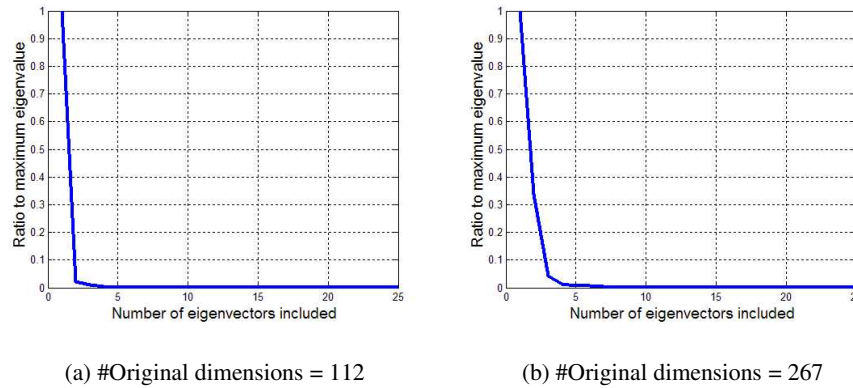 1
0.9
0.8
0.7
0.6
0.5
0.4
0.3
0.2
0.1
0
Ratio to maximum eigenvalue
0 5 10 15 20 25
Number of eigenvectors included
(a) #Original dimensions = 112
1
0.9
0.8
0.7
0.6
0.5
0.4
0.3
0.2
0.1
0
Ratio to maximum eigenvalue
0 5 10 15 20
Number of eigenvectors included
(b) #Original dimensions = 267